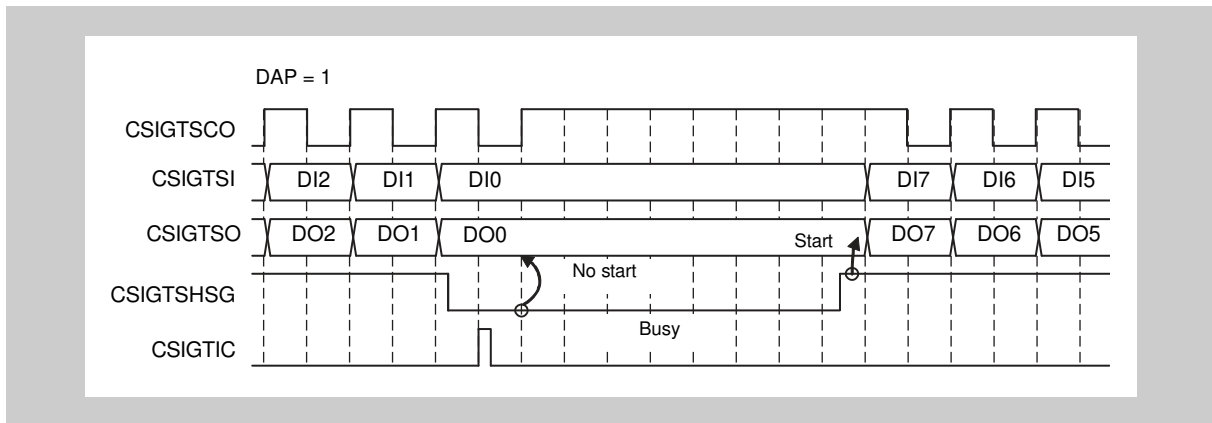 DAP = 1
CSIGTSCO
CSIGTSI DI2 DI1 DI0 DI7 DI6 DI5
CSIGTSO DO2 DO1 DO0 Start DO7 DO6 DO5
No start
CSIGTSHSG
Busy
CSIGTIC